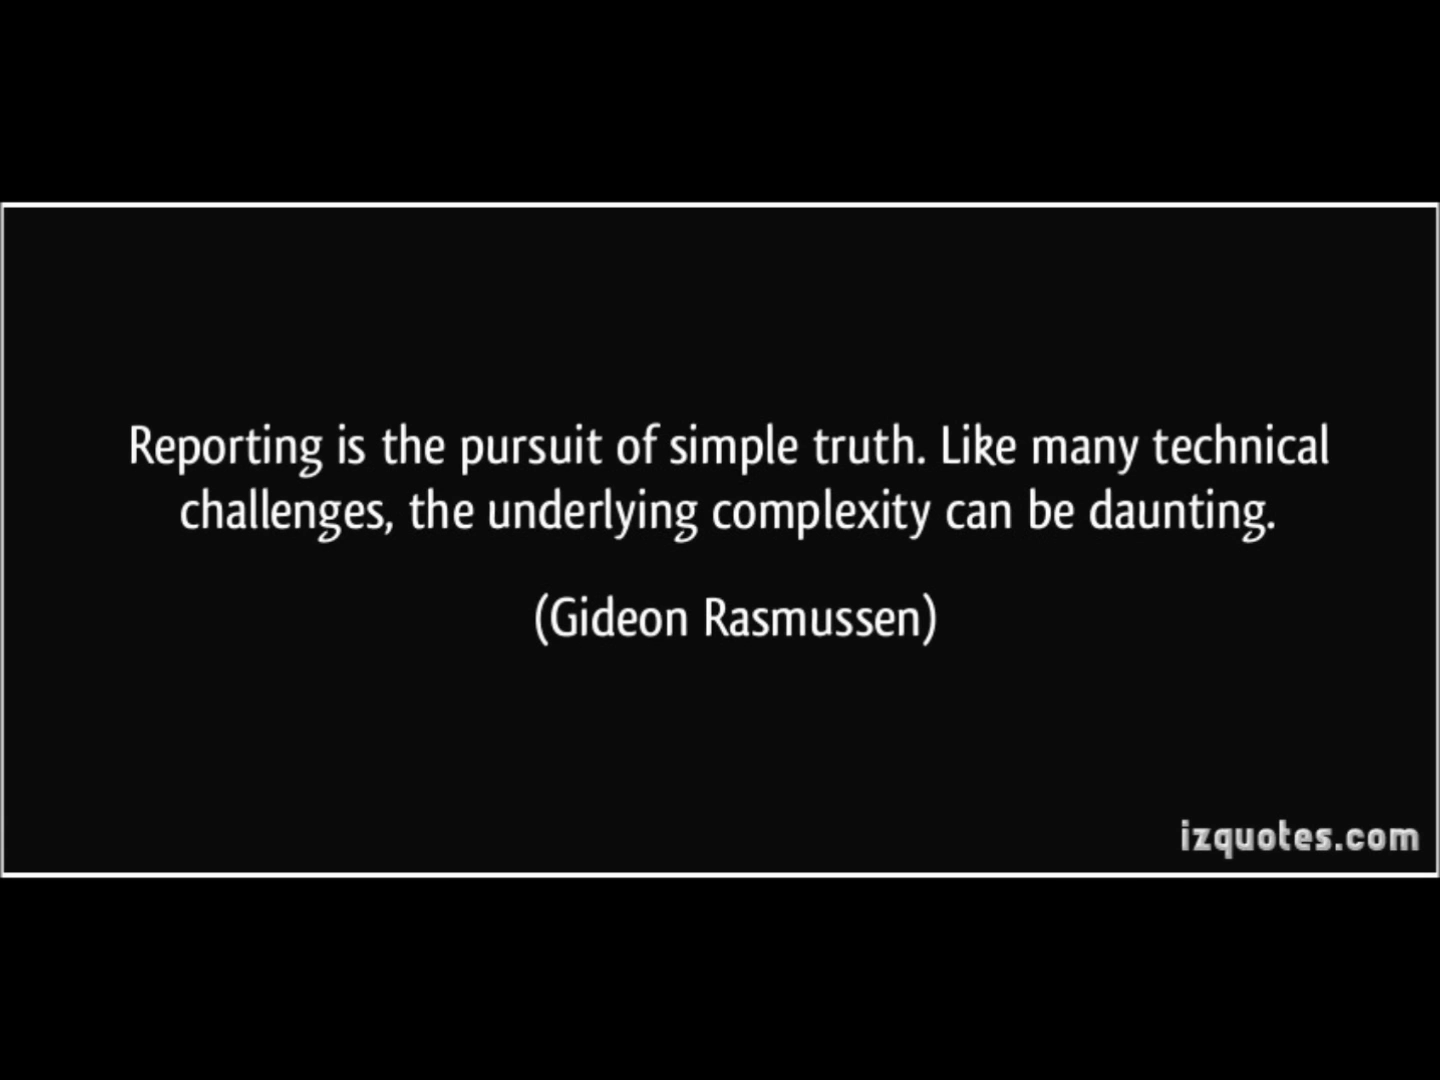 Reporting is the pursuit of simple truth. Like many technical
challenges, the underlying complexity can be daunting.
(Gideon Rasmussen)
izquotes.com